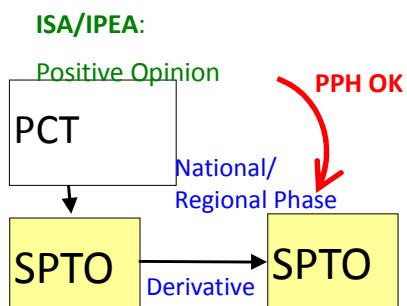 ISA/IPEA:
Positive Opinion
PPH OK
PCT
National/
Regional Phase
SPTO
Derivative
SPTO